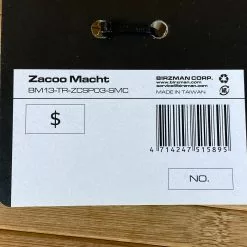 Zacoo Macht
BM13-TR-ZCSP03-SMC
BIRZMAN CORP.
www.birzman.com
service@birzman.com
MADE IN TAIWAN
$
4 714247 515895
NO.